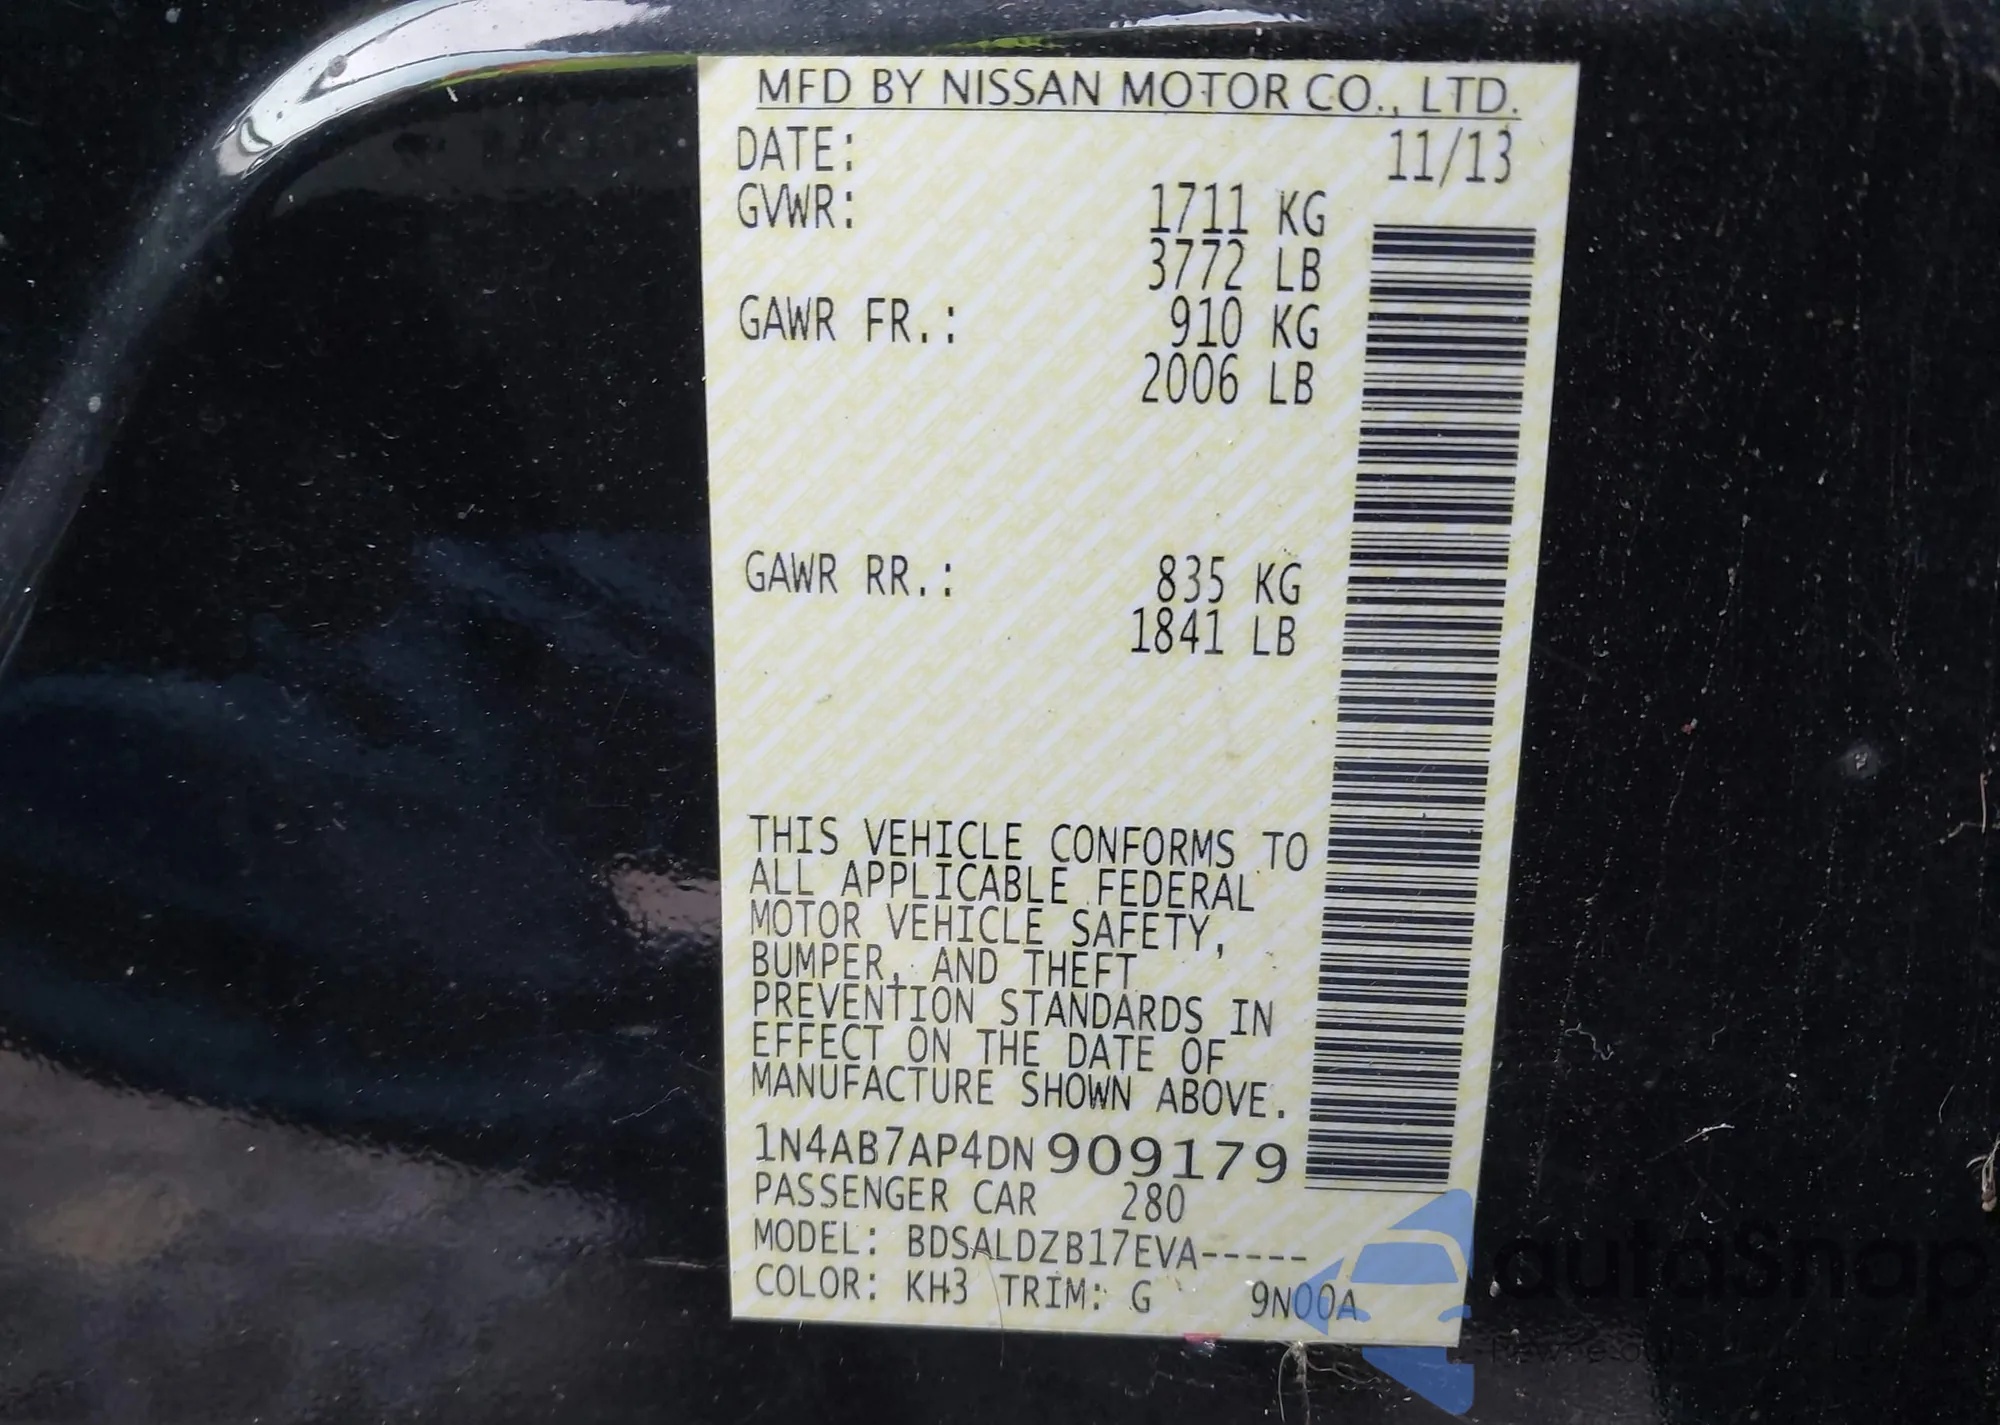 MFD BY NISSAN MOTOR CO., LTD.
DATE: 11/13
GVWR: 1711 KG
3772 LB
GAWR FR.: 910 KG
2006 LB
GAWR RR.: 835 KG
1841 LB
THIS VEHICLE CONFORMS TO
ALL APPLICABLE FEDERAL
MOTOR VEHICLE SAFETY,
BUMPER, AND THEFT
PREVENTION STANDARDS IN
EFFECT ON THE DATE OF
MANUFACTURE SHOWN ABOVE.
1N4AB7AP4DN909179
PASSENGER CAR 280
MODEL: BDSALDZB17EVA-----
COLOR: KH3 TRIM: G 9N00A
autoSnap